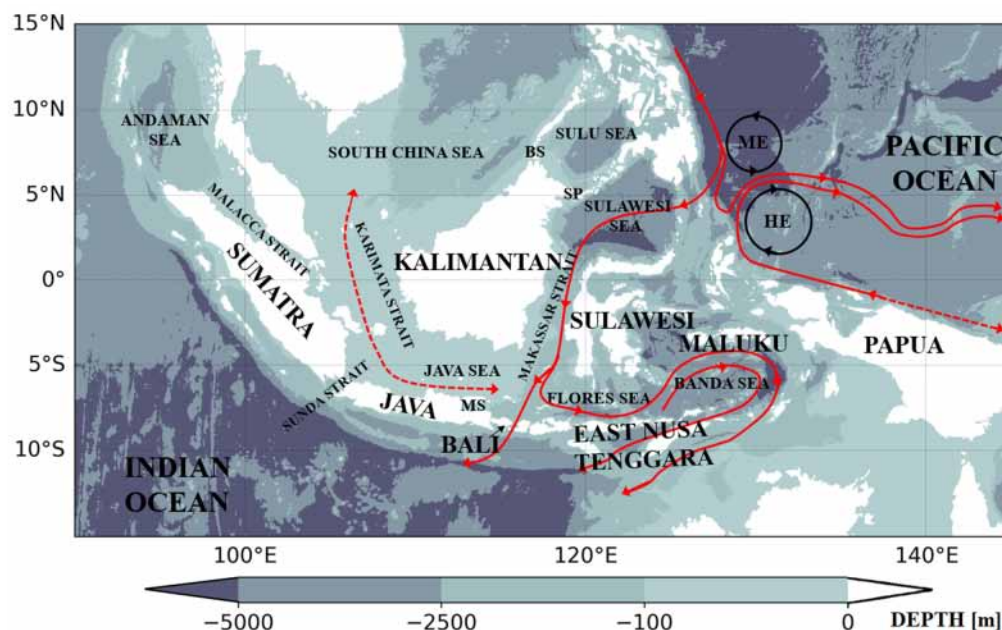 15°N
10°N
5°N
0°
5°S
10°S
ANDAMAN
SEA
SOUTH CHINA SEA
BS
SULU SEA
ME
PACIFIC
OCEAN
SP
SULAWESI
SEA
HE
MALACCA STRAIT
SUMATRA
KARIMATA STRAIT
KALIMANTAN
MAKASSAR STRAIT
SULAWESI
MALUKU
PAPUA
SUNDA STRAIT
JAVA SEA
JAVA
MS
FLORES SEA
BANDA SEA
BALI
EAST NUSA
TENGGARA
INDIAN
OCEAN
100°E
120°E
140°E
−5000
−2500
−100
0
DEPTH [m]